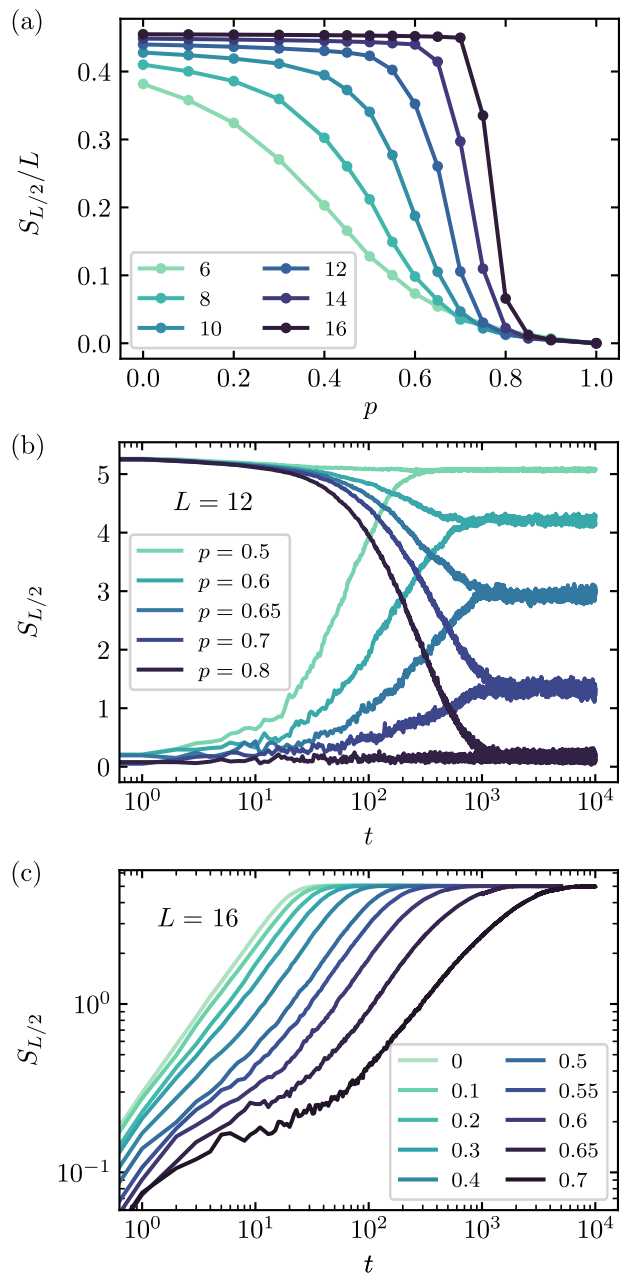 (a)
S_{L/2}/L
0.4
0.3
0.2
0.1
0.0
6 12
8 14
10 16
0.0 0.2 0.4 0.6 0.8 1.0
p
(b)
S_{L/2}
5
4
3
2
1
0
L = 12
p = 0.5
p = 0.6
p = 0.65
p = 0.7
p = 0.8
10^0 10^1 10^2 10^3 10^4
t
(c)
S_{L/2}
L = 16
10^0
10^{-1}
0 0.5
0.1 0.55
0.2 0.6
0.3 0.65
0.4 0.7
10^0 10^1 10^2 10^3 10^4
t